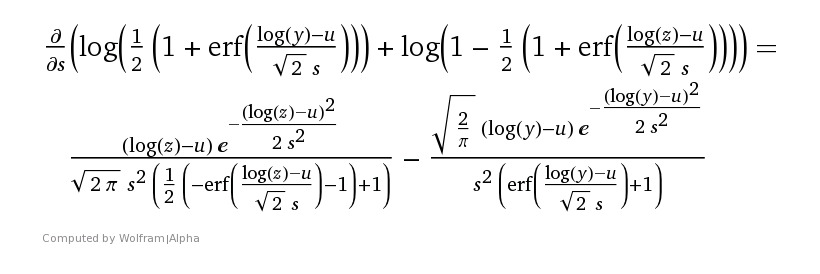 ∂/∂s (log(1/2 (1 + erf((log(y)−u)/(√2 s)))) + log(1 − 1/2 (1 + erf((log(z)−u)/(√2 s))))) =
((log(z)−u) e^(−(log(z)−u)^2/(2 s^2)))/(√(2 π) s^2 (1/2 (−erf((log(z)−u)/(√2 s))−1)+1)) − (√(2/π) (log(y)−u) e^(−(log(y)−u)^2/(2 s^2)))/(s^2 (erf((log(y)−u)/(√2 s))+1))
Computed by Wolfram|Alpha